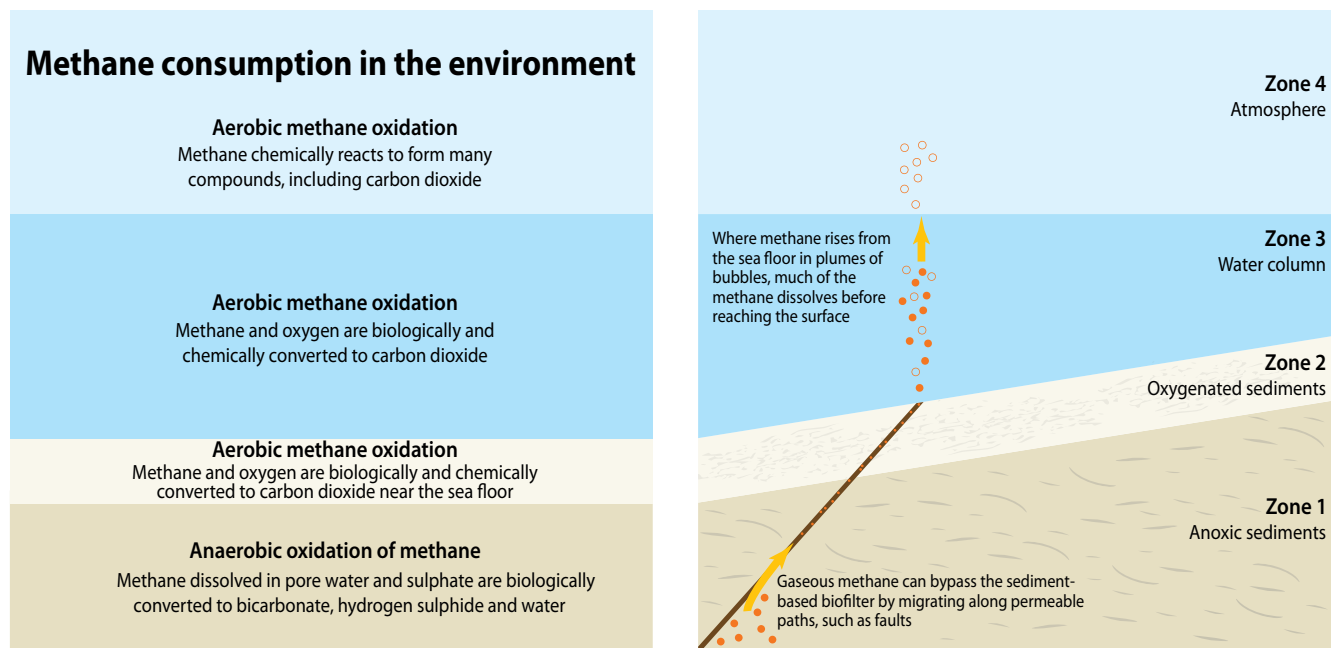 Methane consumption in the environment
Aerobic methane oxidation
Methane chemically reacts to form many
compounds, including carbon dioxide
Aerobic methane oxidation
Methane and oxygen are biologically and
chemically converted to carbon dioxide
Aerobic methane oxidation
Methane and oxygen are biologically and chemically
converted to carbon dioxide near the sea floor
Anaerobic oxidation of methane
Methane dissolved in pore water and sulphate are biologically
converted to bicarbonate, hydrogen sulphide and water
Zone 4
Atmosphere
Where methane rises from
the sea floor in plumes of
bubbles, much of the
methane dissolves before
reaching the surface
Zone 3
Water column
Zone 2
Oxygenated sediments
Zone 1
Anoxic sediments
Gaseous methane can bypass the sediment-
based biofilter by migrating along permeable
paths, such as faults